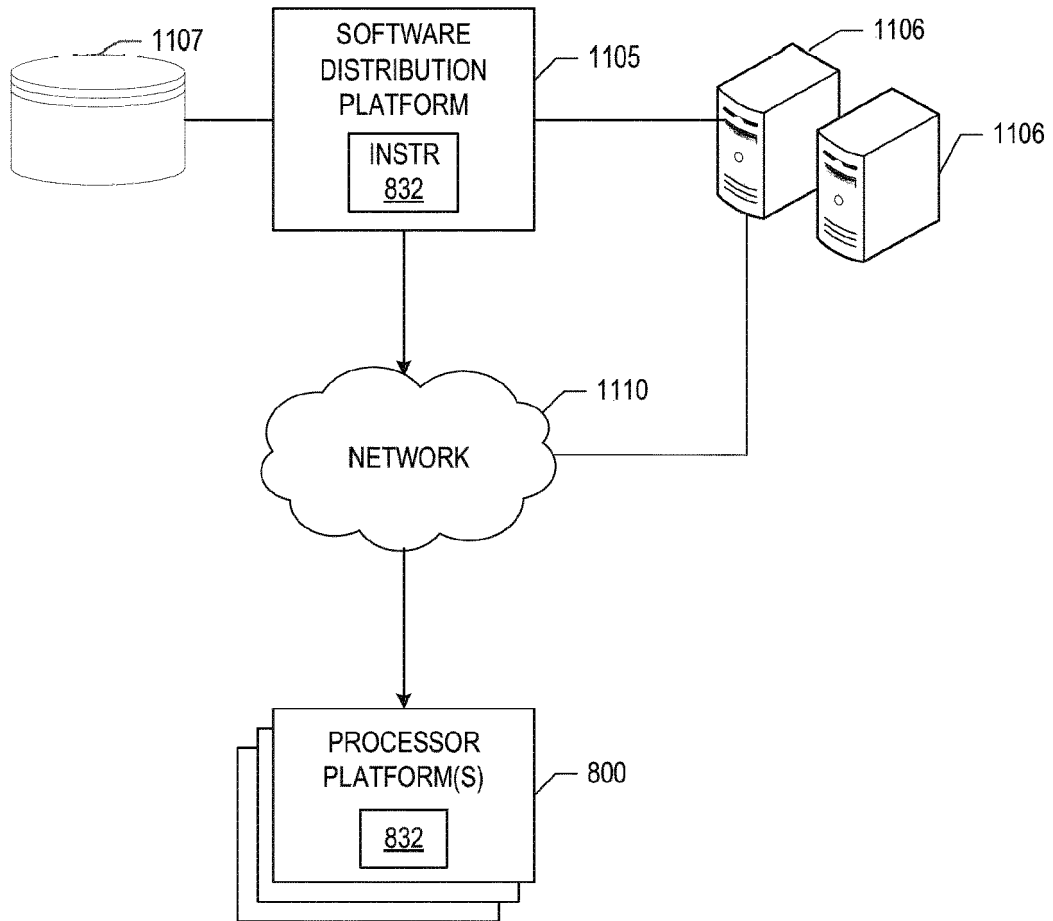 1107
SOFTWARE
DISTRIBUTION
PLATFORM
1105
1106
INSTR
832
1106
1110
NETWORK
PROCESSOR
PLATFORM(S)
800
832